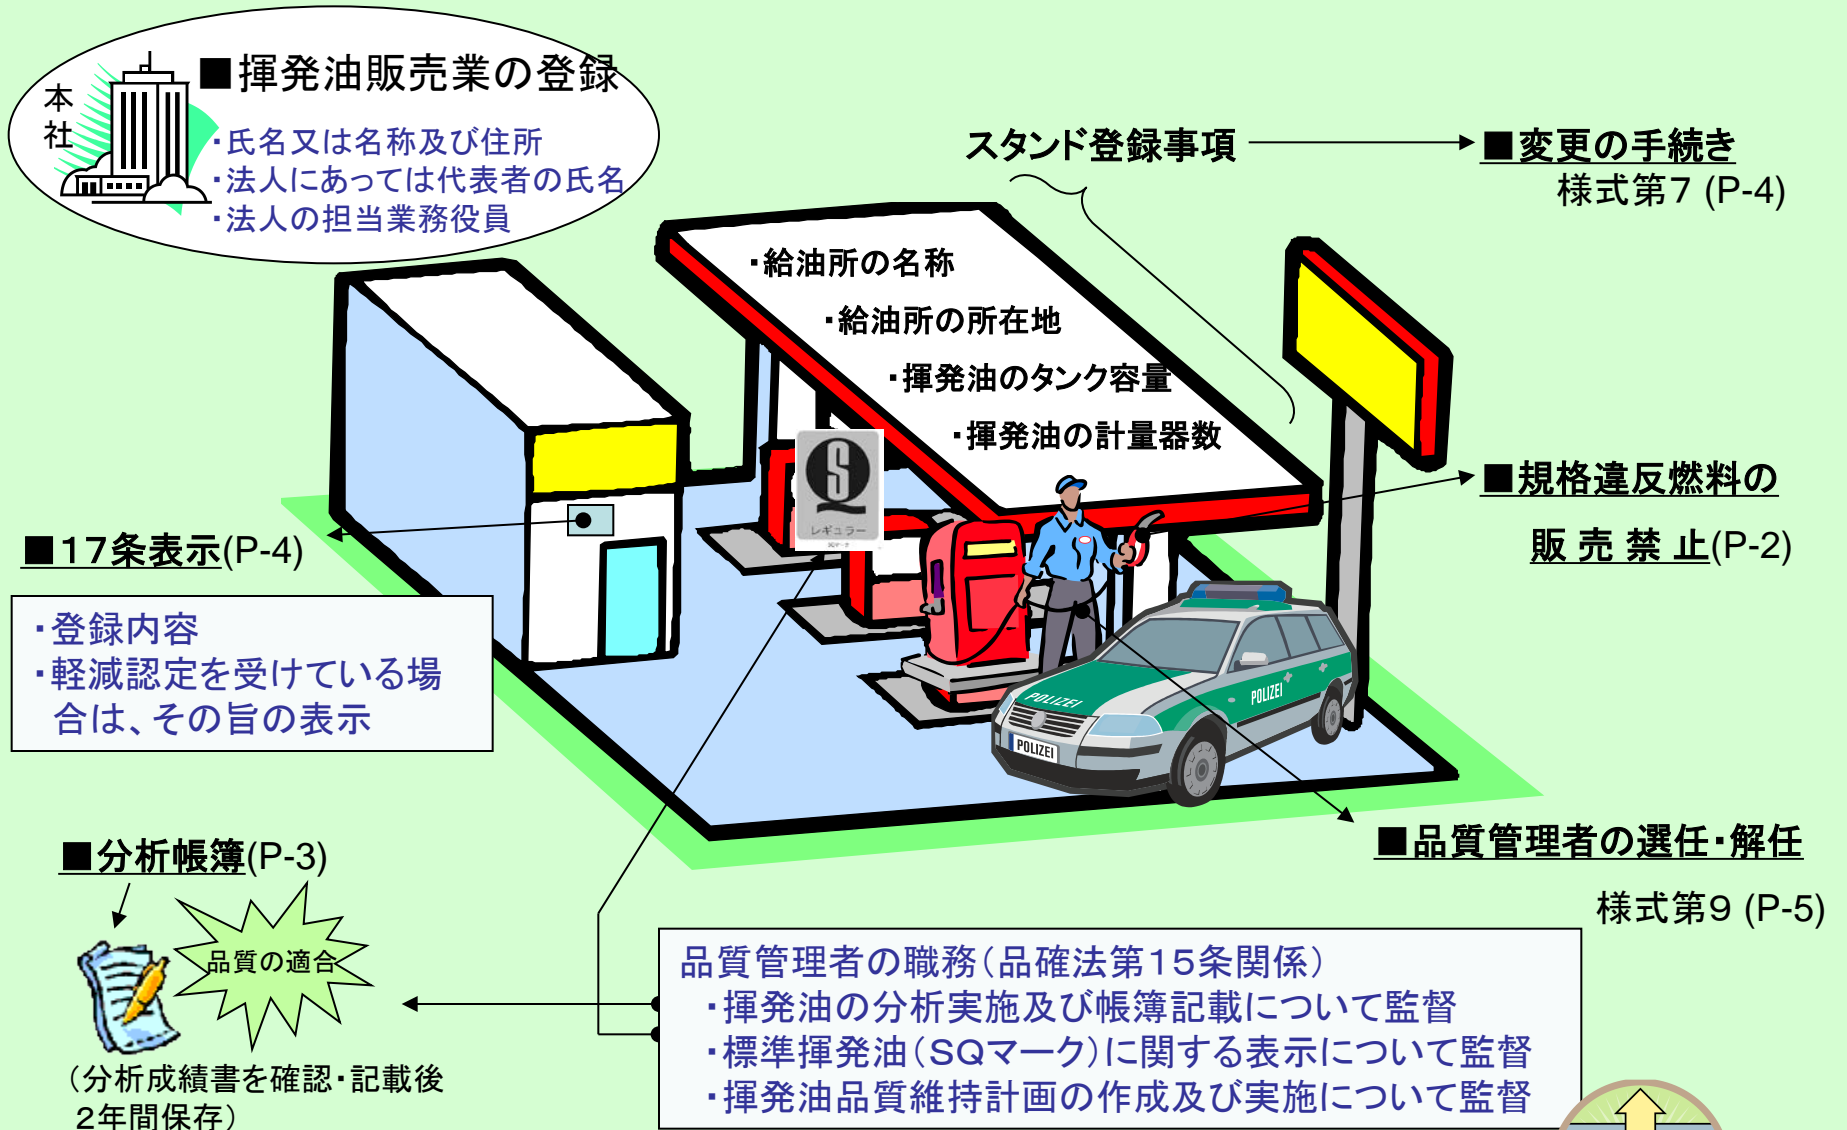 ■揮発油販売業の登録
本
社
・氏名又は名称及び住所
・法人にあっては代表者の氏名
・法人の担当業務役員
スタンド登録事項
■変更の手続き
様式第7 (P-4)
・給油所の名称
・給油所の所在地
・揮発油のタンク容量
・揮発油の計量器数
S
Q
レギュラー
■規格違反燃料の
販 売 禁 止(P-2)
■17条表示(P-4)
・登録内容
・軽減認定を受けている場
合は、その旨の表示
POLIZEI
POLIZEI
POLIZEI
■品質管理者の選任・解任
様式第9 (P-5)
■分析帳簿(P-3)
品質の適合
(分析成績書を確認・記載後
2年間保存)
品質管理者の職務(品確法第15条関係)
・揮発油の分析実施及び帳簿記載について監督
・標準揮発油(SQマーク)に関する表示について監督
・揮発油品質維持計画の作成及び実施について監督